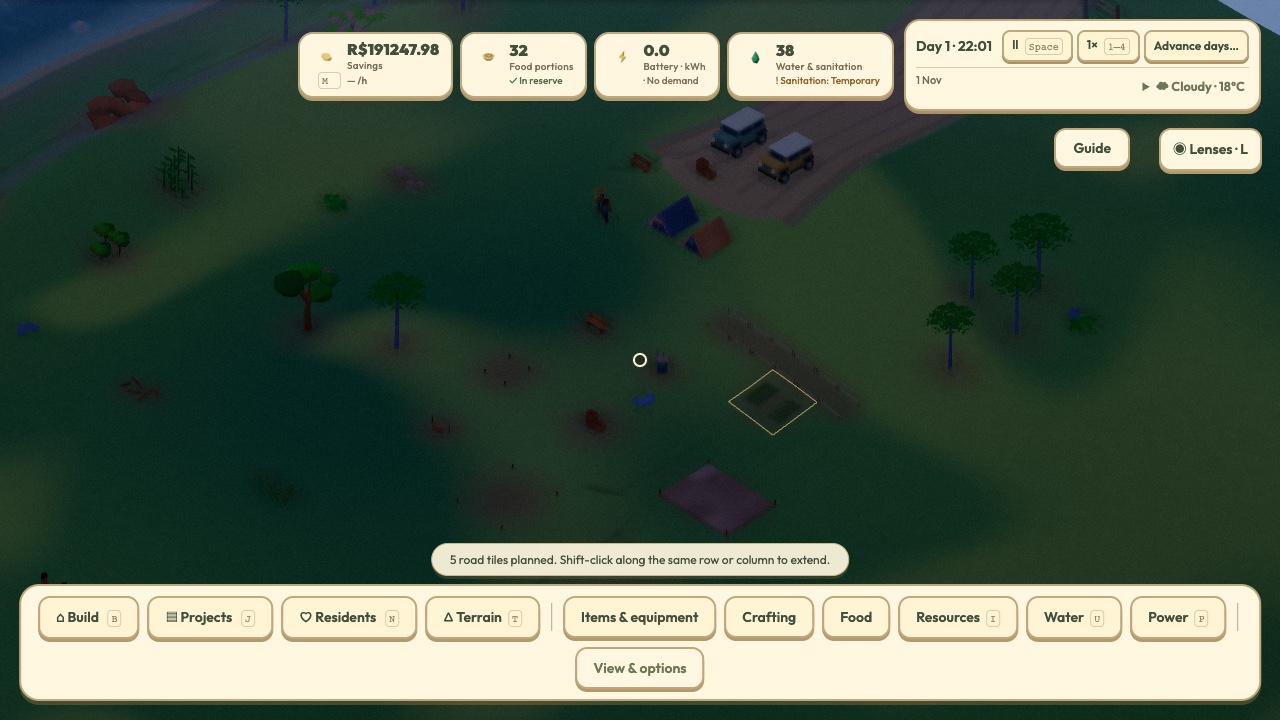 R$191247.98
Savings
M — /h
32
Food portions
✓ In reserve
0.0
Battery · kWh
· No demand
38
Water & sanitation
! Sanitation: Temporary
Day 1 · 22:01
II Space
1× 1–4
Advance days...
1 Nov
▶ Cloudy · 18°C
Guide
◉ Lenses · L
5 road tiles planned. Shift-click along the same row or column to extend.
Build B
Projects J
Residents N
Terrain T
Items & equipment
Crafting
Food
Resources I
Water U
Power P
View & options